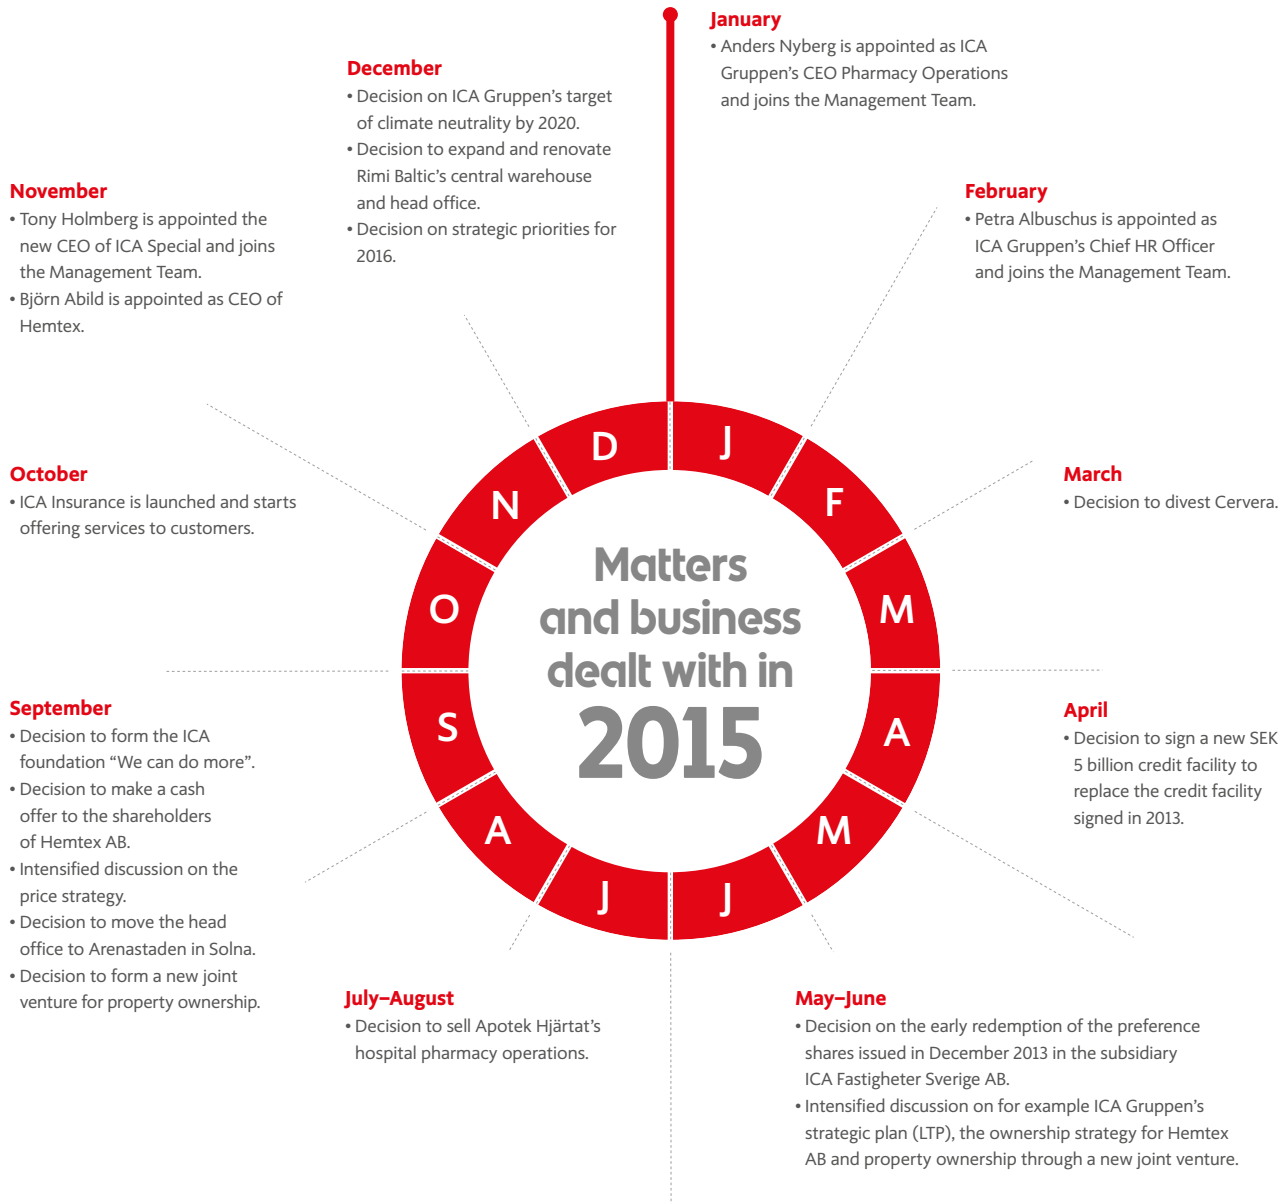 January
• Anders Nyberg is appointed as ICA
Gruppen’s CEO Pharmacy Operations
and joins the Management Team.
February
• Petra Albuschus is appointed as
ICA Gruppen’s Chief HR Officer
and joins the Management Team.
March
• Decision to divest Cervera.
April
• Decision to sign a new SEK
5 billion credit facility to
replace the credit facility
signed in 2013.
May–June
• Decision on the early redemption of the preference
shares issued in December 2013 in the subsidiary
ICA Fastigheter Sverige AB.
• Intensified discussion on for example ICA Gruppen’s
strategic plan (LTP), the ownership strategy for Hemtex
AB and property ownership through a new joint venture.
July–August
• Decision to sell Apotek Hjärtat’s
hospital pharmacy operations.
September
• Decision to form the ICA
foundation “We can do more”.
• Decision to make a cash
offer to the shareholders
of Hemtex AB.
• Intensified discussion on the
price strategy.
• Decision to move the head
office to Arenastaden in Solna.
• Decision to form a new joint
venture for property ownership.
October
• ICA Insurance is launched and starts
offering services to customers.
November
• Tony Holmberg is appointed the
new CEO of ICA Special and joins
the Management Team.
• Björn Abild is appointed as CEO of
Hemtex.
December
• Decision on ICA Gruppen’s target
of climate neutrality by 2020.
• Decision to expand and renovate
Rimi Baltic’s central warehouse
and head office.
• Decision on strategic priorities for
2016.
J
F
M
A
M
J
J
A
S
O
N
D
Matters
and business
dealt with in
2015